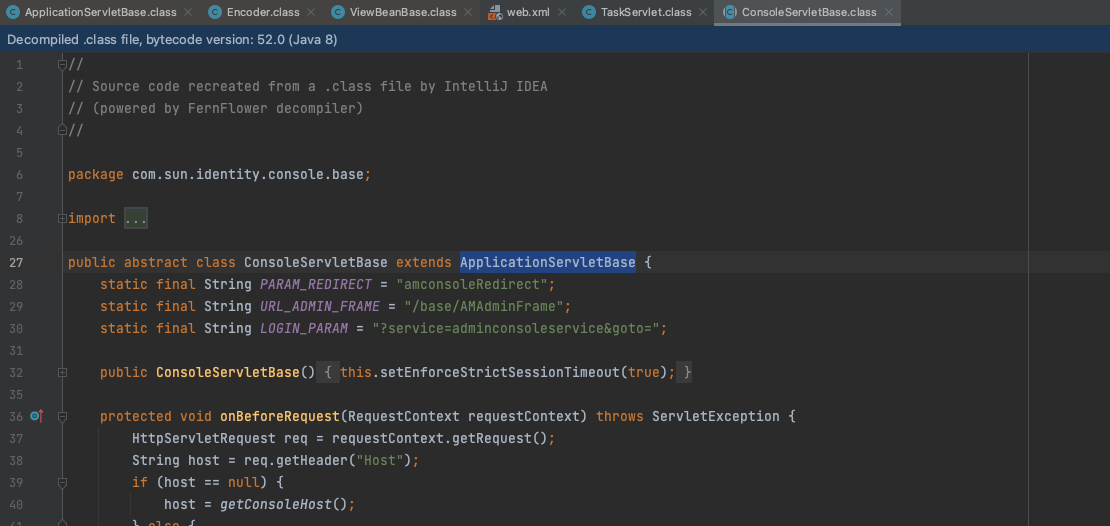 ApplicationServletBase.class Encoder.class ViewBeanBase.class web.xml TaskServlet.class ConsoleServletBase.class
Decompiled .class file, bytecode version: 52.0 (Java 8)
1 //
2 // Source code recreated from a .class file by IntelliJ IDEA
3 // (powered by FernFlower decompiler)
4 //
5
6 package com.sun.identity.console.base;
7
8 import ...
26
27 public abstract class ConsoleServletBase extends ApplicationServletBase {
28 static final String PARAM_REDIRECT = "amconsoleRedirect";
29 static final String URL_ADMIN_FRAME = "/base/AMAdminFrame";
30 static final String LOGIN_PARAM = "?service=adminconsoleservice&goto=";
31
32 public ConsoleServletBase() { this.setEnforceStrictSessionTimeout(true); }
35
36 protected void onBeforeRequest(RequestContext requestContext) throws ServletException {
37 HttpServletRequest req = requestContext.getRequest();
38 String host = req.getHeader("Host");
39 if (host == null) {
40 host = getConsoleHost();
41 } else {